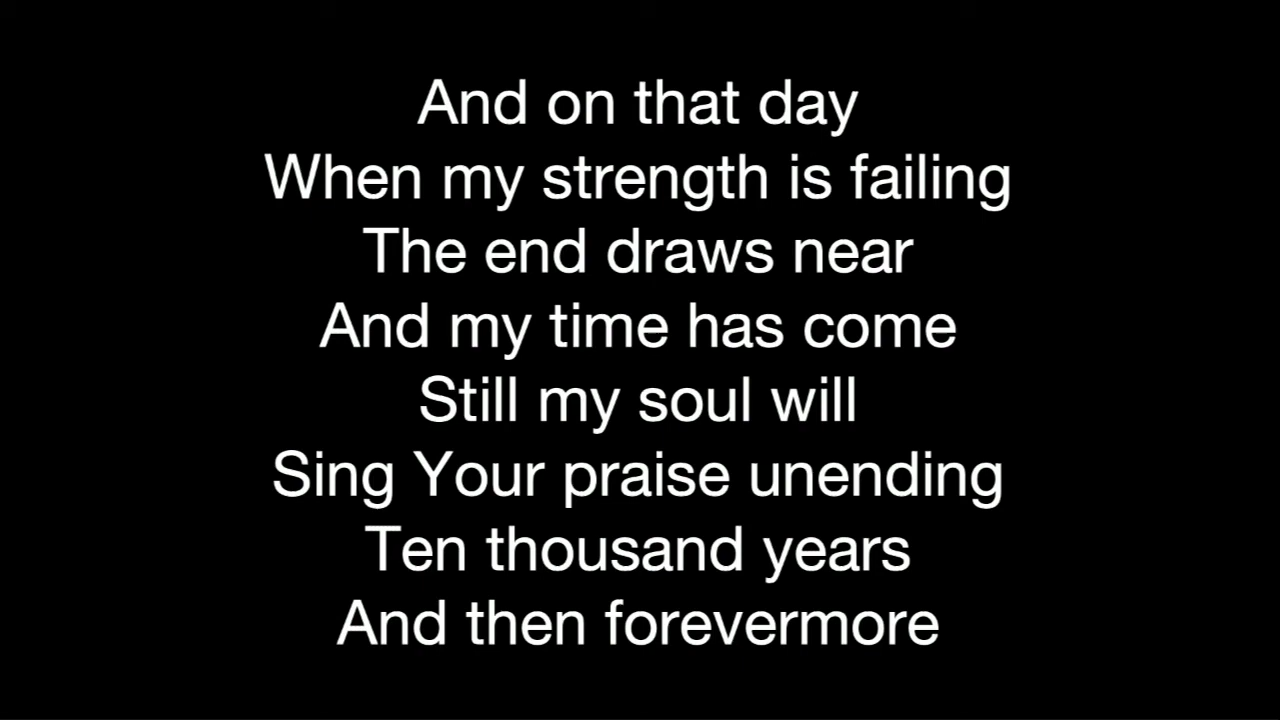 And on that day
When my strength is failing
The end draws near
And my time has come
Still my soul will
Sing Your praise unending
Ten thousand years
And then forevermore